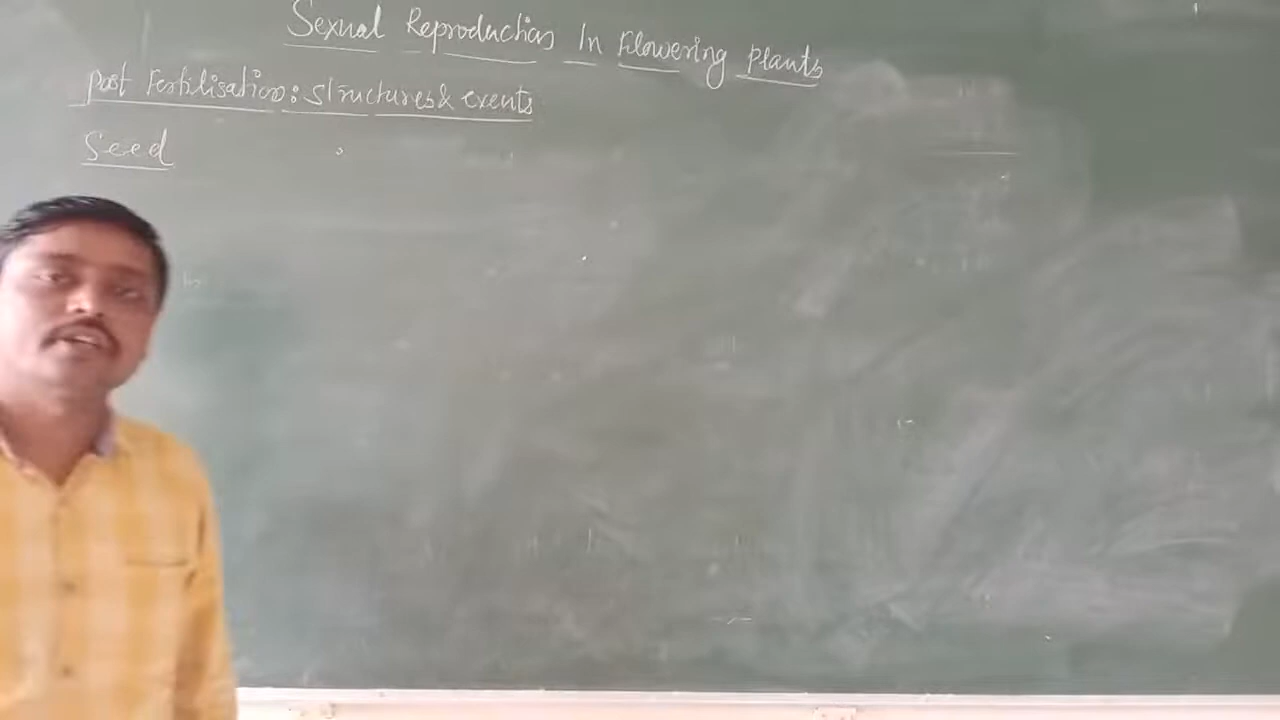 Sexual Reproduction In Flowering Plants
Post Fertilisation: Structures & events
Seed